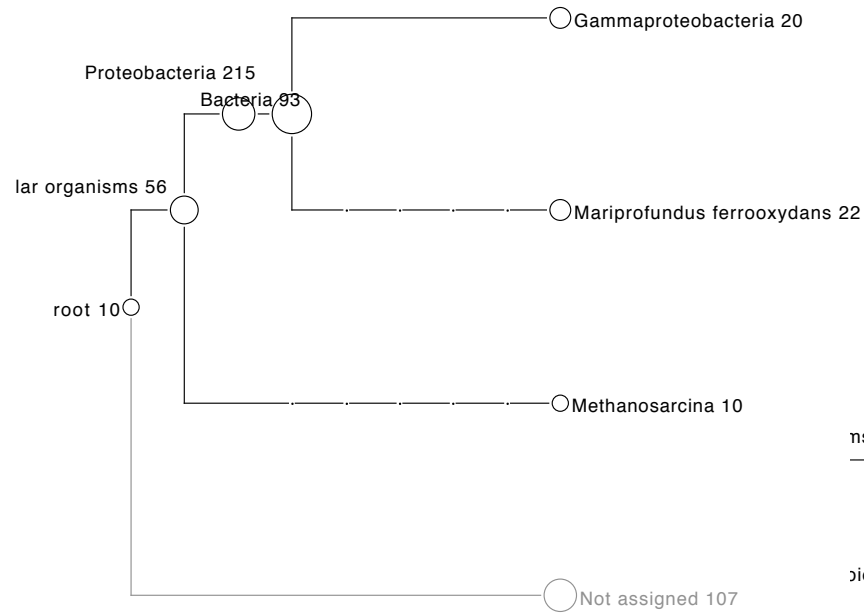 Gammaproteobacteria 20
Proteobacteria 215
Bacteria 93
lar organisms 56
Mariprofundus ferrooxydans 22
root 10
Methanosarcina 10
Not assigned 107